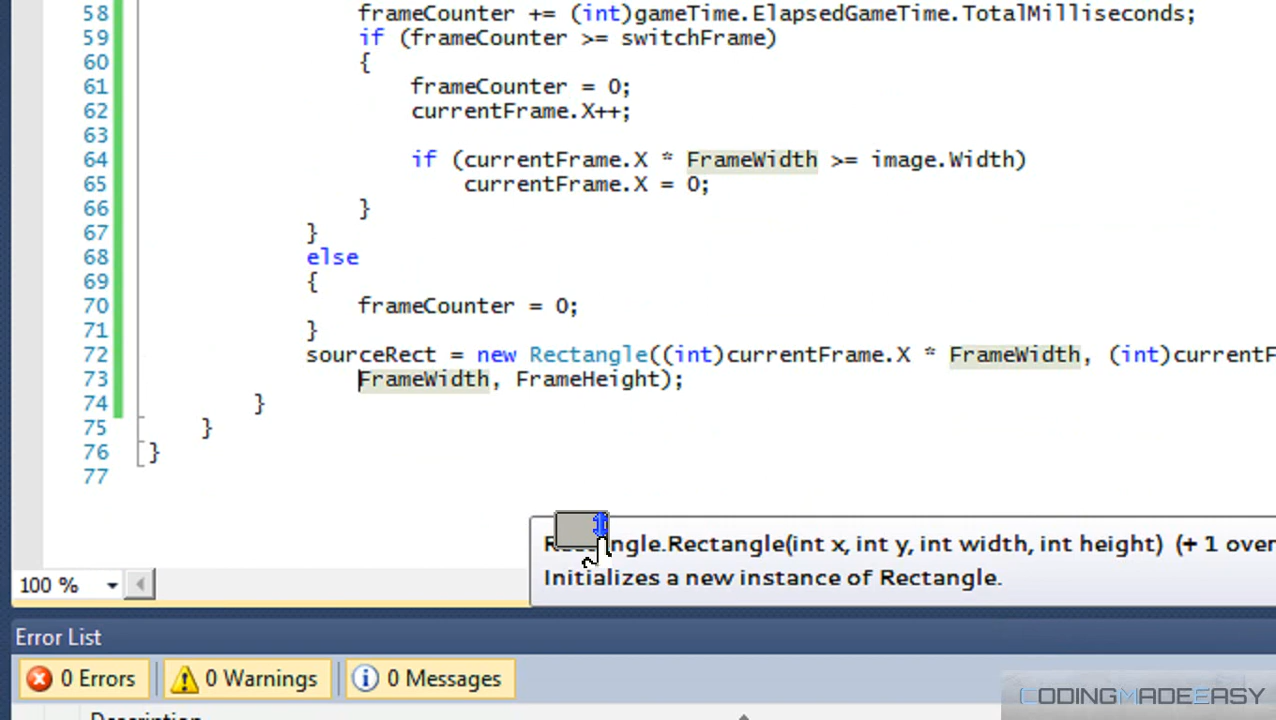 58 frameCounter += (int)gameTime.ElapsedGameTime.TotalMilliseconds;
59 if (frameCounter >= switchFrame)
60 {
61 frameCounter = 0;
62 currentFrame.X++;
63
64 if (currentFrame.X * FrameWidth >= image.Width)
65 currentFrame.X = 0;
66 }
67 }
68 else
69 {
70 frameCounter = 0;
71 }
72 sourceRect = new Rectangle((int)currentFrame.X * FrameWidth, (int)currentF
73 FrameWidth, FrameHeight);
74 }
75 }
76 }
77
ngle.Rectangle(int x, int y, int width, int height) (+ 1 over
Initializes a new instance of Rectangle.
100 %
Error List
0 Errors 0 Warnings 0 Messages
Description
CODINGMADEEASY